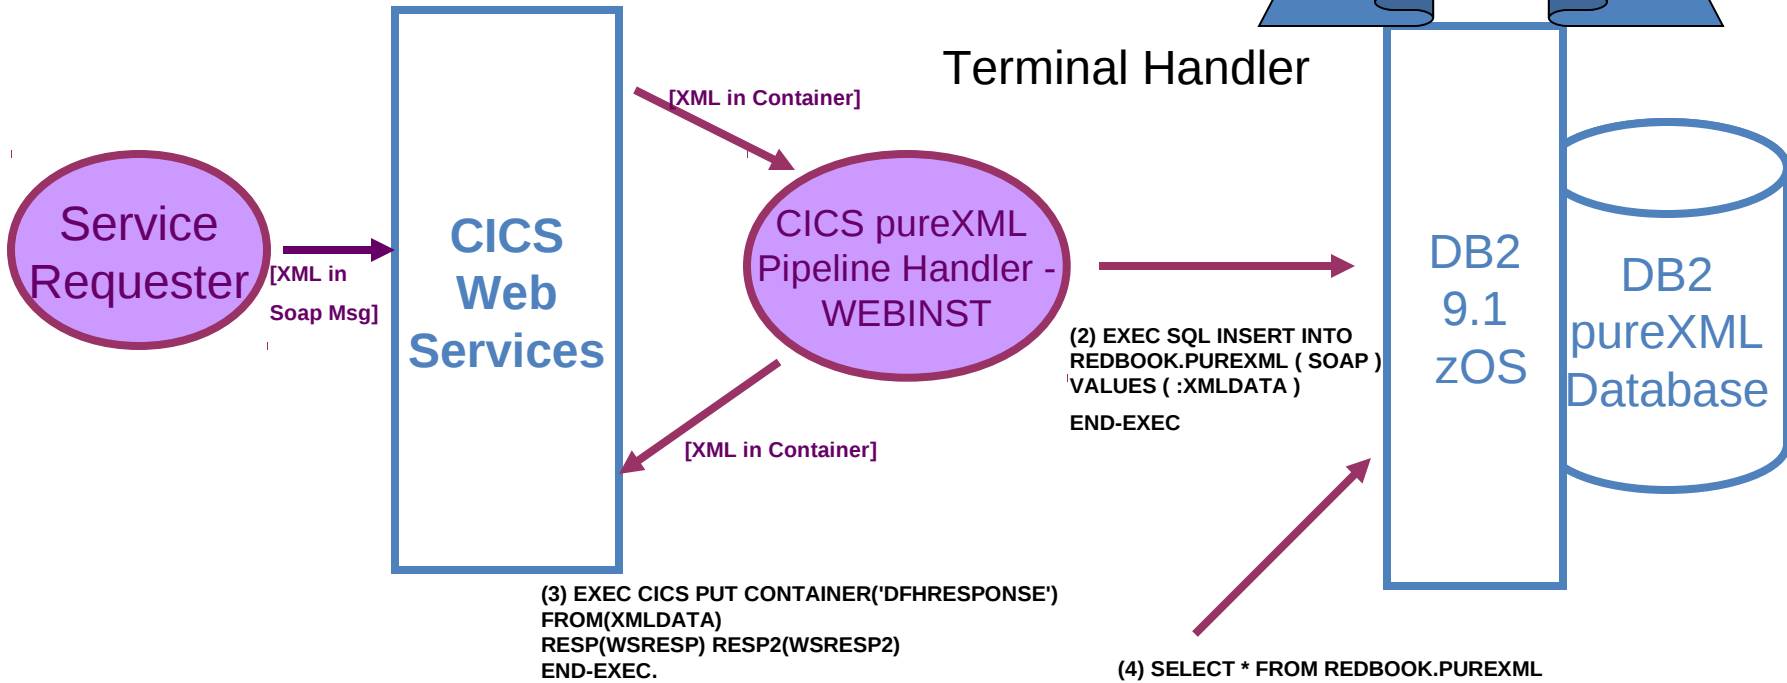 Terminal Handler
[XML in Container]
Service
Requester
[XML in
Soap Msg]
CICS
Web
Services
CICS pureXML
Pipeline Handler -
WEBINST
[XML in Container]
(2) EXEC SQL INSERT INTO
REDBOOK.PUREXML ( SOAP )
VALUES ( :XMLDATA )
END-EXEC
DB2
9.1
zOS
DB2
pureXML
Database
(3) EXEC CICS PUT CONTAINER('DFHRESPONSE')
FROM(XMLDATA)
RESP(WSRESP) RESP2(WSRESP2)
END-EXEC.
(4) SELECT * FROM REDBOOK.PUREXML